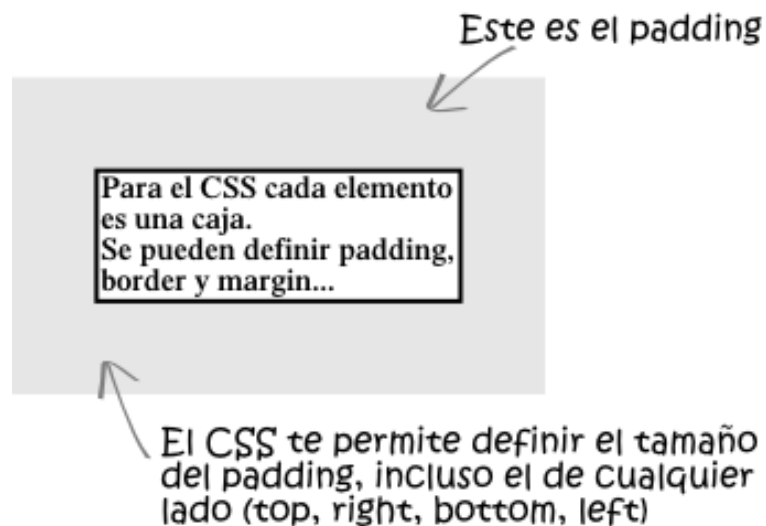 Este es el padding
Para el CSS cada elemento
es una caja.
Se pueden definir padding,
border y margin...
El CSS te permite definir el tamaño
del padding, incluso el de cualquier
lado (top, right, bottom, left)